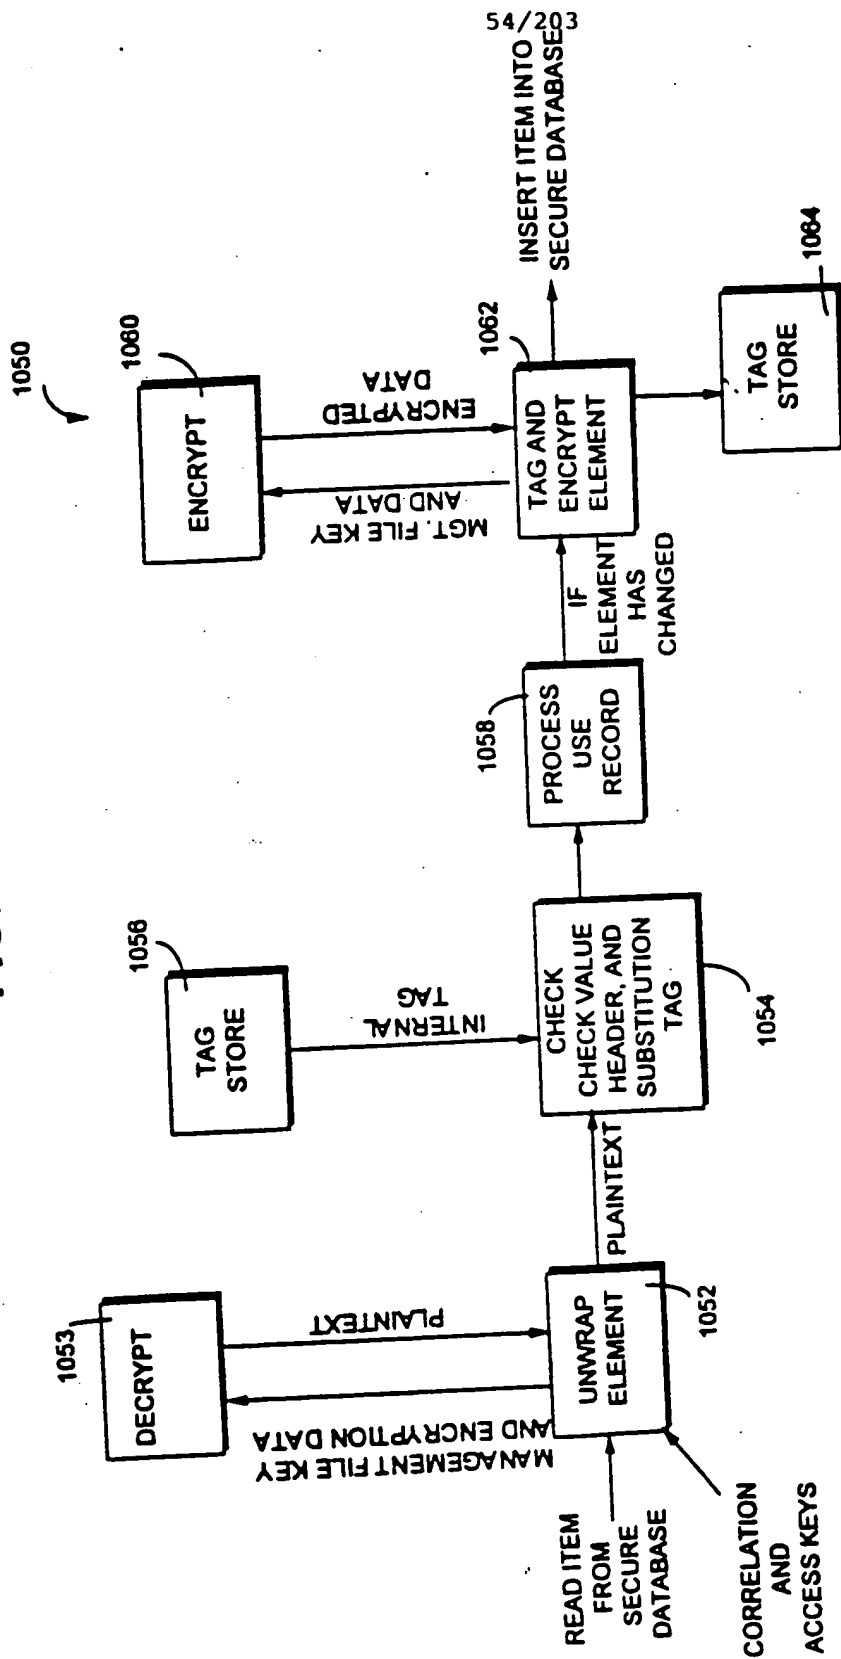 54/203
1050
1053
DECRYPT
MANAGEMENT FILE KEY
AND ENCRYPTION DATA
PLAINTEXT
READ ITEM
FROM
SECURE
DATABASE
CORRELATION
AND
ACCESS KEYS
UNWRAP
ELEMENT
1052
PLAINTEXT
1056
TAG
STORE
INTERNAL
TAG
CHECK
CHECK VALUE
HEADER, AND
SUBSTITUTION
TAG
1054
1058
PROCESS
USE
RECORD
IF
ELEMENT
HAS
CHANGED
1060
ENCRYPT
MGT. FILE KEY
AND DATA
ENCRYPTED
DATA
1062
TAG AND
ENCRYPT
ELEMENT
INSERT ITEM INTO
SECURE DATABASE
TAG
STORE
1064